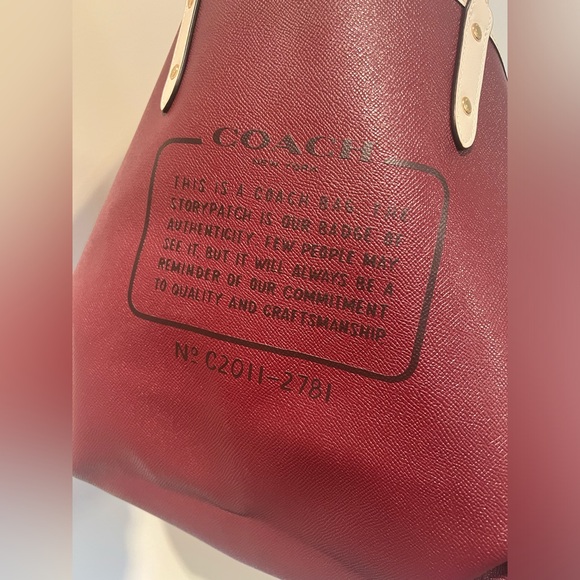 COACH
NEW YORK
THIS IS A COACH BAG. THE
STORYPATCH IS OUR BADGE OF
AUTHENTICITY. FEW PEOPLE MAY
SEE IT, BUT IT WILL ALWAYS BE A
REMINDER OF OUR COMMITMENT
TO QUALITY AND CRAFTSMANSHIP
Nº C2011-2781